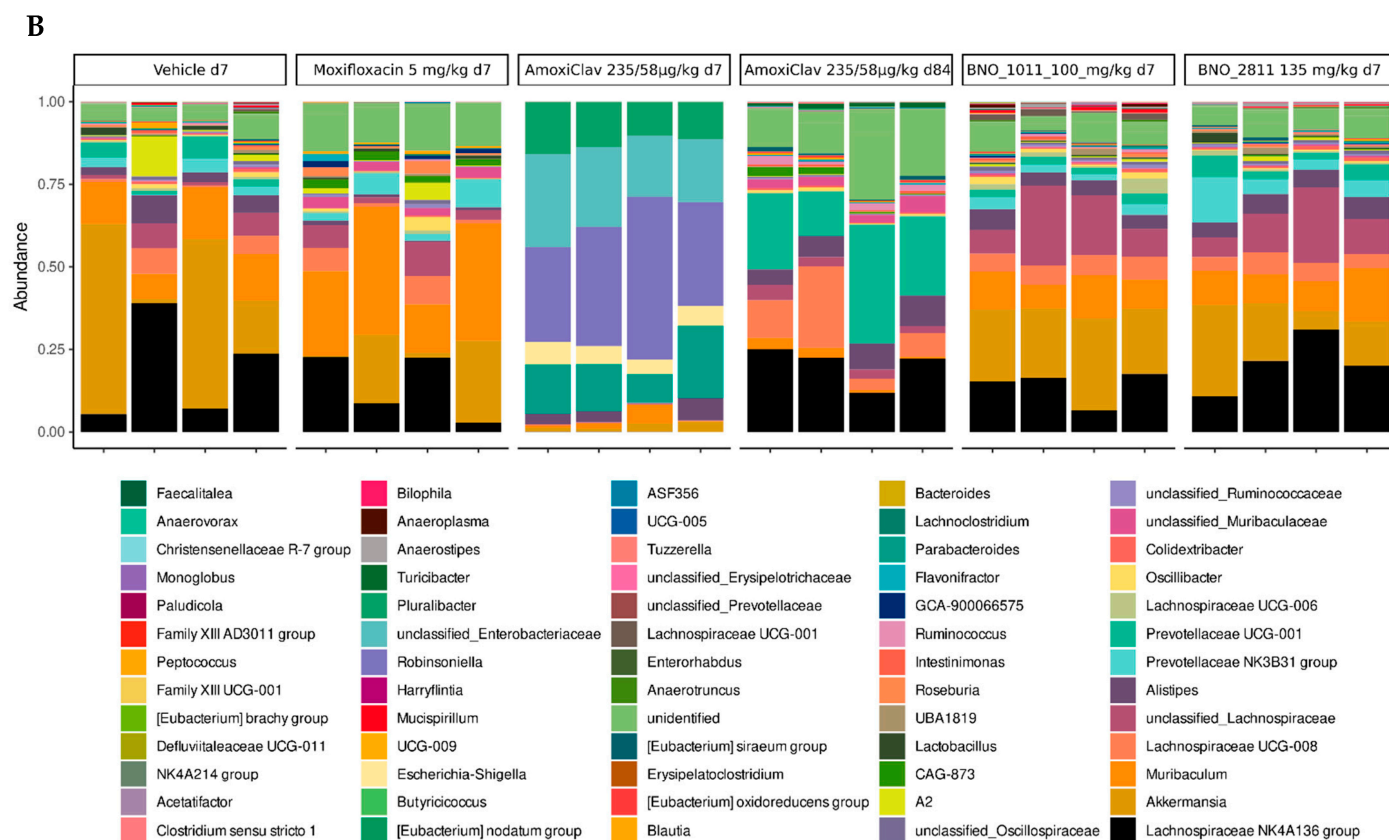 B
Vehicle d7
Moxifloxacin 5 mg/kg d7
AmoxiClav 235/58µg/kg d7
AmoxiClav 235/58µg/kg d84
BNO_1011_100_mg/kg d7
BNO_2811 135 mg/kg d7
Abundance
1.00
0.75
0.50
0.25
0.00
Faecalitalea
Anaerovorax
Christensenellaceae R-7 group
Monoglobus
Paludicola
Family XIII AD3011 group
Peptococcus
Family XIII UCG-001
[Eubacterium] brachy group
Defluviitaleaceae UCG-011
NK4A214 group
Acetatifactor
Clostridium sensu stricto 1
Bilophila
Anaeroplasma
Anaerostipes
Turicibacter
Pluralibacter
unclassified_Enterobacteriaceae
Robinsoniella
Harryflintia
Mucispirillum
UCG-009
Escherichia-Shigella
Butyricicoccus
[Eubacterium] nodatum group
ASF356
UCG-005
Tuzzerella
unclassified_Erysipelotrichaceae
unclassified_Prevotellaceae
Lachnospiraceae UCG-001
Enterorhabdus
Anaerotruncus
unidentified
[Eubacterium] siraeum group
Erysipelatoclostridium
[Eubacterium] oxidoreducens group
Blautia
Bacteroides
Lachnoclostridium
Parabacteroides
Flavonifractor
GCA-900066575
Ruminococcus
Intestinimonas
Roseburia
UBA1819
Lactobacillus
CAG-873
A2
unclassified_Oscillospiraceae
unclassified_Ruminococcaceae
unclassified_Muribaculaceae
Colidextribacter
Oscillibacter
Lachnospiraceae UCG-006
Prevotellaceae UCG-001
Prevotellaceae NK3B31 group
Alistipes
unclassified_Lachnospiraceae
Lachnospiraceae UCG-008
Muribaculum
Akkermansia
Lachnospiraceae NK4A136 group